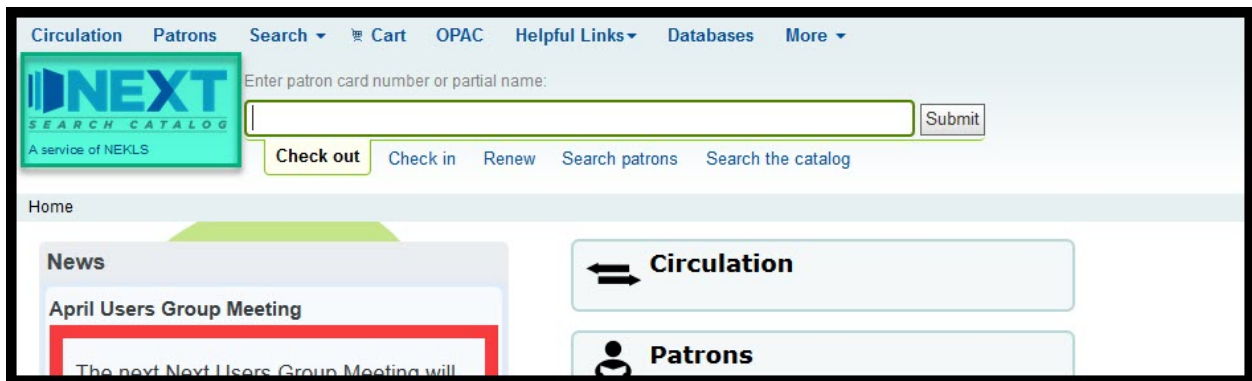 Circulation Patrons Search Cart OPAC Helpful Links Databases More
NEXT
SEARCH CATALOG
A service of NEKLS
Enter patron card number or partial name:
Submit
Check out Check in Renew Search patrons Search the catalog
Home
News
April Users Group Meeting
The next Next Users Group Meeting will
Circulation
Patrons